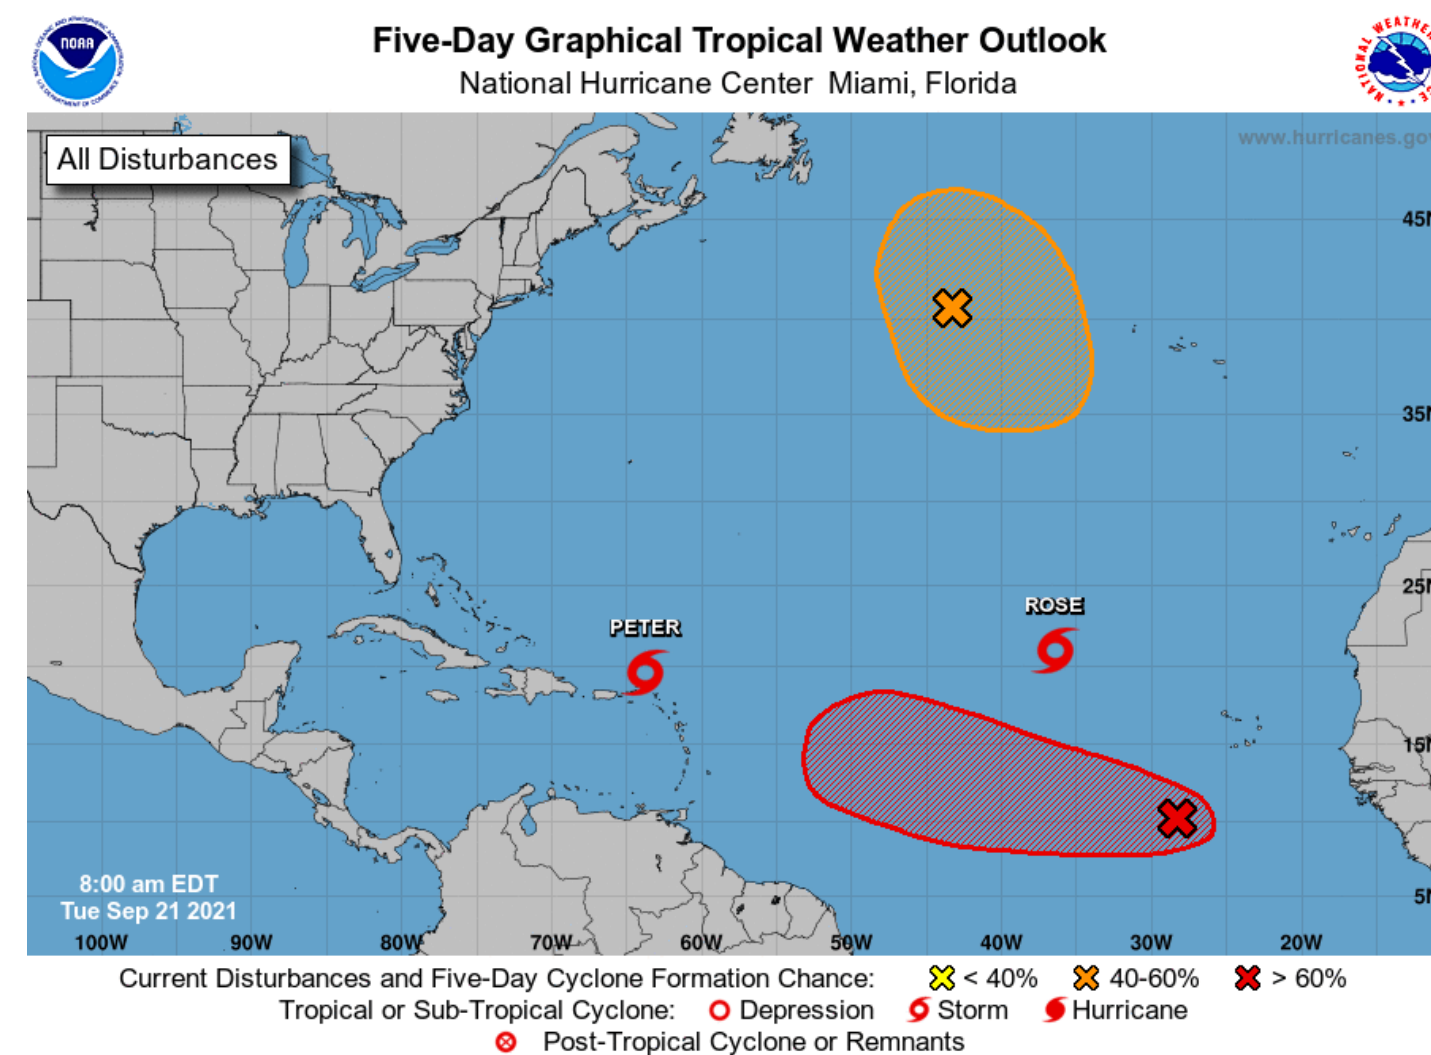 Five-Day Graphical Tropical Weather Outlook
National Hurricane Center Miami, Florida
NOAA
All Disturbances
www.hurricanes.gov
45N
35N
25N
15N
5N
ROSE
PETER
8:00 am EDT
Tue Sep 21 2021
100W 90W 80W 70W 60W 50W 40W 30W 20W
Current Disturbances and Five-Day Cyclone Formation Chance: < 40% 40-60% > 60%
Tropical or Sub-Tropical Cyclone: Depression Storm Hurricane
Post-Tropical Cyclone or Remnants